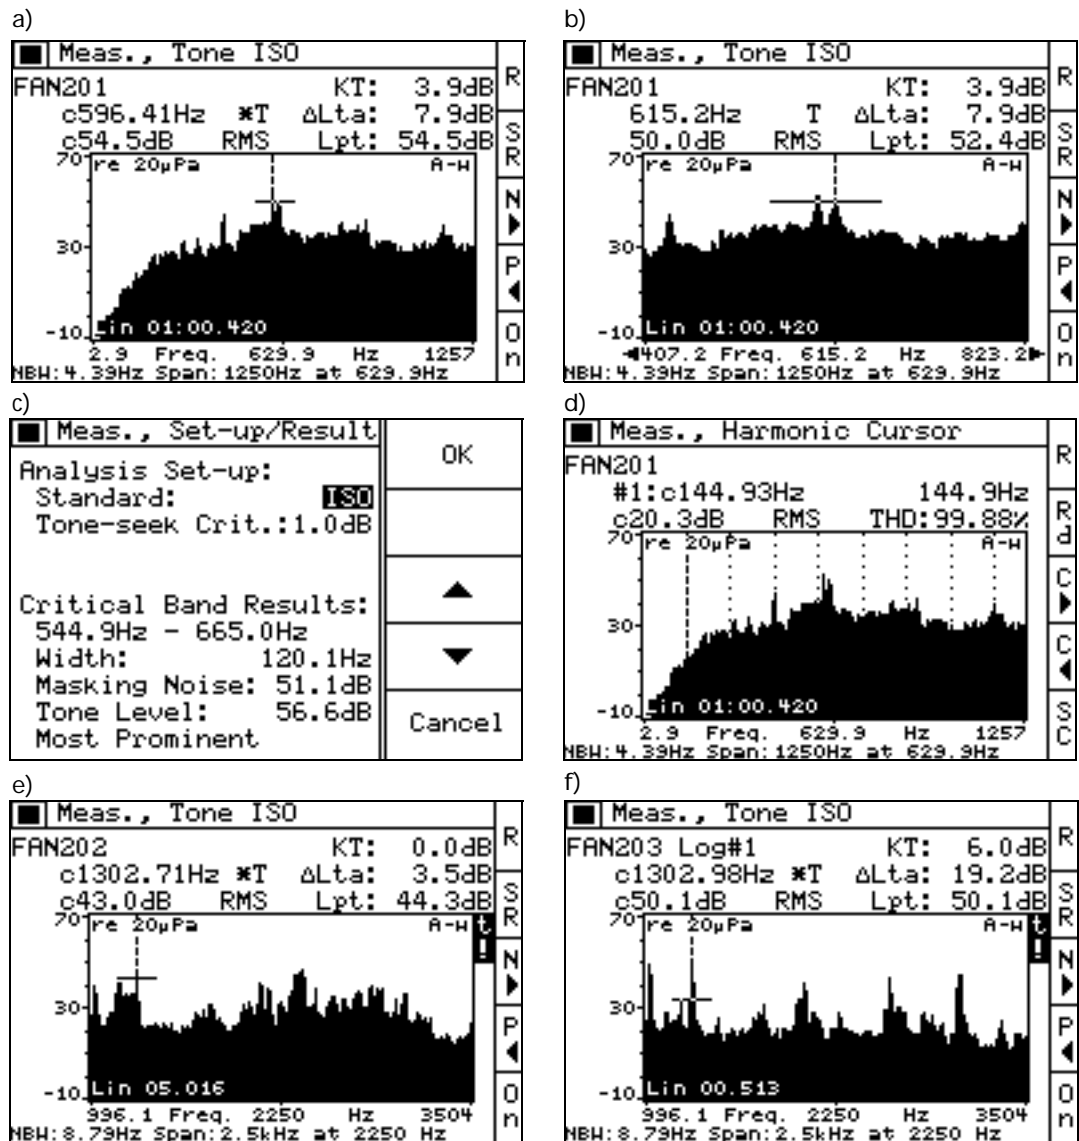 a)
Meas., Tone ISO
FAN201 KT: 3.9dB
c596.41Hz *T ΔLta: 7.9dB
c54.5dB RMS Lpt: 54.5dB
70 re 20µPa A-w
30
-10 Lin 01:00.420
2.9 Freq. 629.9 Hz 1257
NBW:4.39Hz Span:1250Hz at 629.9Hz
R
S R
N
P
O n
b)
Meas., Tone ISO
FAN201 KT: 3.9dB
615.2Hz T ΔLta: 7.9dB
50.0dB RMS Lpt: 52.4dB
70 re 20µPa A-w
30
-10 Lin 01:00.420
407.2 Freq. 615.2 Hz 823.2
NBW:4.39Hz Span:1250Hz at 629.9Hz
R
S R
N
P
O n
c)
Meas., Set-up/Result
Analysis Set-up:
Standard: ISO
Tone-seek Crit.:1.0dB
Critical Band Results:
544.9Hz - 665.0Hz
Width: 120.1Hz
Masking Noise: 51.1dB
Tone Level: 56.6dB
Most Prominent
OK
Cancel
d)
Meas., Harmonic Cursor
FAN201
#1:c144.93Hz 144.9Hz
c20.3dB RMS THD:99.88%
70 re 20µPa A-w
30
-10 Lin 01:00.420
2.9 Freq. 629.9 Hz 1257
NBW:4.39Hz Span:1250Hz at 629.9Hz
R
R d
C
C
S C
e)
Meas., Tone ISO
FAN202 KT: 0.0dB
c1302.71Hz *T ΔLta: 3.5dB
c43.0dB RMS Lpt: 44.3dB
70 re 20µPa A-w t
!
30
-10 Lin 05.016
996.1 Freq. 2250 Hz 3504
NBW:8.79Hz Span:2.5kHz at 2250 Hz
R
S R
N
P
O n
f)
Meas., Tone ISO
FAN203 Log#1 KT: 6.0dB
c1302.98Hz *T ΔLta: 19.2dB
c50.1dB RMS Lpt: 50.1dB
70 re 20µPa A-w t
!
30
-10 Lin 00.513
996.1 Freq. 2250 Hz 3504
NBW:8.79Hz Span:2.5kHz at 2250 Hz
R
S R
N
P
O n